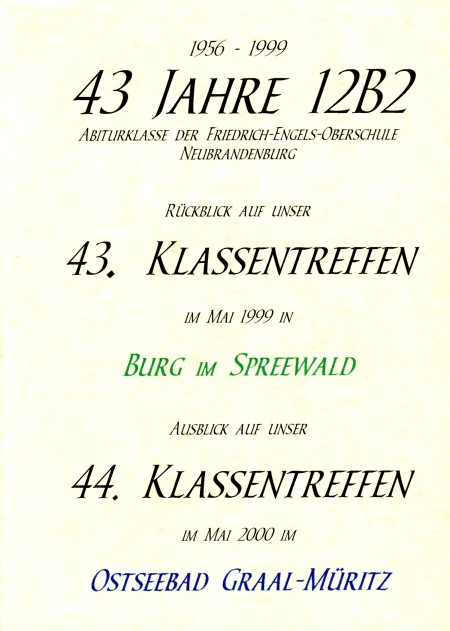 1956 - 1999
43 JAHRE 12B2
ABITURKLASSE DER FRIEDRICH-ENGELS-OBERSCHULE
NEUBRANDENBURG
RÜCKBLICK AUF UNSER
43. KLASSENTREFFEN
IM MAI 1999 IN
BURG IM SPREEWALD
AUSBLICK AUF UNSER
44. KLASSENTREFFEN
IM MAI 2000 IM
OSTSEEBAD GRAAL-MÜRITZ